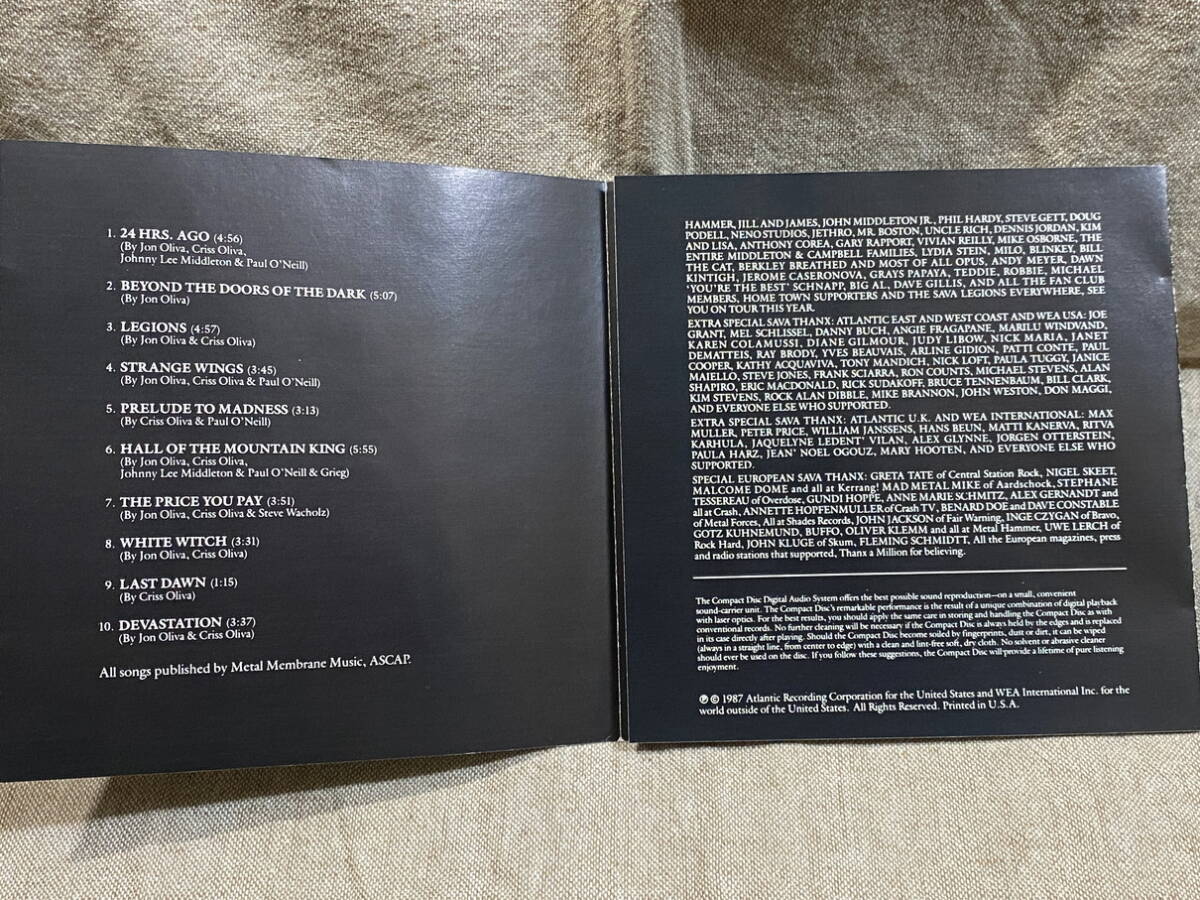 1. 24 HRS. AGO (4:56)
(By Jon Oliva, Criss Oliva,
Johnny Lee Middleton & Paul O'Neill)
2. BEYOND THE DOORS OF THE DARK (5:07)
(By Jon Oliva)
3. LEGIONS (4:57)
(By Jon Oliva & Criss Oliva)
4. STRANGE WINGS (3:45)
(By Jon Oliva, Criss Oliva & Paul O'Neill)
5. PRELUDE TO MADNESS (3:13)
(By Criss Oliva & Paul O'Neill)
6. HALL OF THE MOUNTAIN KING (5:55)
(By Jon Oliva, Criss Oliva,
Johnny Lee Middleton & Paul O'Neill & Grieg)
7. THE PRICE YOU PAY (3:51)
(By Jon Oliva, Criss Oliva & Steve Wacholz)
8. WHITE WITCH (3:31)
(By Jon Oliva, Criss Oliva)
9. LAST DAWN (1:15)
(By Criss Oliva)
10. DEVASTATION (3:37)
(By Jon Oliva & Criss Oliva)
All songs published by Metal Membrane Music, ASCAP.
HAMMER, JILL AND JAMES, JOHN MIDDLETON JR., PHIL HARDY, STEVE GETT, DOUG
PODELL, NENO STUDIOS, JETHRO, MR. BOSTON, UNCLE RICH, DENNIS JORDAN, KIM
AND LISA, ANTHONY COREA, GARY RAPPORT, VIVIAN REILLY, MIKE OSBORNE, THE
ENTIRE MIDDLETON & CAMPBELL FAMILIES, LYDIA STEIN, MILO, BLINKEY, BILL
THE CAT, BERKLEY BREATHED AND MOST OF ALL OPUS, ANDY MEYER, DAWN
KINTIGH, JEROME CASERONOVA, GRAYS PAPAYA, TEDDIE, ROBBIE, MICHAEL
'YOU'RE THE BEST' SCHNAPP, BIG AL, DAVE GILLIS, AND ALL THE FAN CLUB
MEMBERS, HOME TOWN SUPPORTERS AND THE SAVA LEGIONS EVERYWHERE, SEE
YOU ON TOUR THIS YEAR.
EXTRA SPECIAL SAVA THANX: ATLANTIC EAST AND WEST COAST AND WEA USA: JOE
GRANT, MEL SCHLISSEL, DANNY BUCH, ANGIE FRAGAPANE, MARILU WINDVAND,
KAREN COLAMUSSI, DIANE GILMOUR, JUDY LIBOW, NICK MARIA, JANET
DEMATTEIS, RAY BRODY, YVES BEAUVAIS, ARLINE GIDION, PATTI CONTE, PAUL
COOPER, KATHY ACQUAVIVA, TONY MANDICH, NICK LOFT, PAULA TUGGY, JANICE
MAIELLO, STEVE JONES, FRANK SCIARRA, RON COUNTS, MICHAEL STEVENS, ALAN
SHAPIRO, ERIC MACDONALD, RICK SUDAKOFF, BRUCE TENNENBAUM, BILL CLARK,
KIM STEVENS, ROCK ALAN DIBBLE, MIKE BRANNON, JOHN WESTON, DON MAGGI,
AND EVERYONE ELSE WHO SUPPORTED.
EXTRA SPECIAL SAVA THANX: ATLANTIC U.K. AND WEA INTERNATIONAL: MAX
MULLER, PETER PRICE, WILLIAM JANSSENS, HANS BEUN, MATTI KANERVA, RITVA
KARHULA, JAQUELYNE LEDENT' VILAN, ALEX GLYNNE, JORGEN OTTERSTEIN,
PAULA HARZ, JEAN' NOEL OGOUZ, MARY HOOTEN, AND EVERYONE ELSE WHO
SUPPORTED.
SPECIAL EUROPEAN SAVA THANX: GRETA TATE of Central Station Rock, NIGEL SKEET,
MALCOME DOME and all at Kerrang! MAD METAL MIKE of Aardschock, STEPHANE
TESSEREAU of Overdose, GUNDI HOPPE, ANNE MARIE SCHMITZ, ALEX GERNANDT and
all at Crash, ANNETTE HOPFENMULLER of Crash TV, BENARD DOE and DAVE CONSTABLE
of Metal Forces, All at Shades Records, JOHN JACKSON of Fair Warning, INGE CZYGAN of Bravo,
GOTZ KUHNEMUND, BUFFO, OLIVER KLEMM and all at Metal Hammer, UWE LERCH of
Rock Hard, JOHN KLUGE of Skum, FLEMING SCHMIDTT, All the European magazines, press
and radio stations that supported, Thanx a Million for believing.
The Compact Disc Digital Audio System offers the best possible sound reproduction—on a small, convenient
sound-carrier unit. The Compact Disc's remarkable performance is the result of a unique combination of digital playback
with laser optics. For the best results, you should apply the same care in storing and handling the Compact Disc as with
conventional records. No further cleaning will be necessary if the Compact Disc is always held by the edges and is replaced
in its case directly after playing. Should the Compact Disc become soiled by fingerprints, dust or dirt, it can be wiped
(always in a straight line, from center to edge) with a clean and lint-free soft, dry cloth. No solvent or abrasive cleaner
should ever be used on the disc. If you follow these suggestions, the Compact Disc will provide a lifetime of pure listening
enjoyment.
℗ © 1987 Atlantic Recording Corporation for the United States and WEA International Inc. for the
world outside of the United States. All Rights Reserved. Printed in U.S.A.